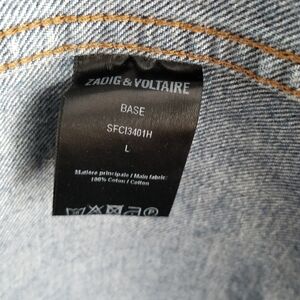 ZADIG & VOLTAIRE
BASE
SFCI3401H
L
Matière principale / Main fabric:
100% Coton / Cotton